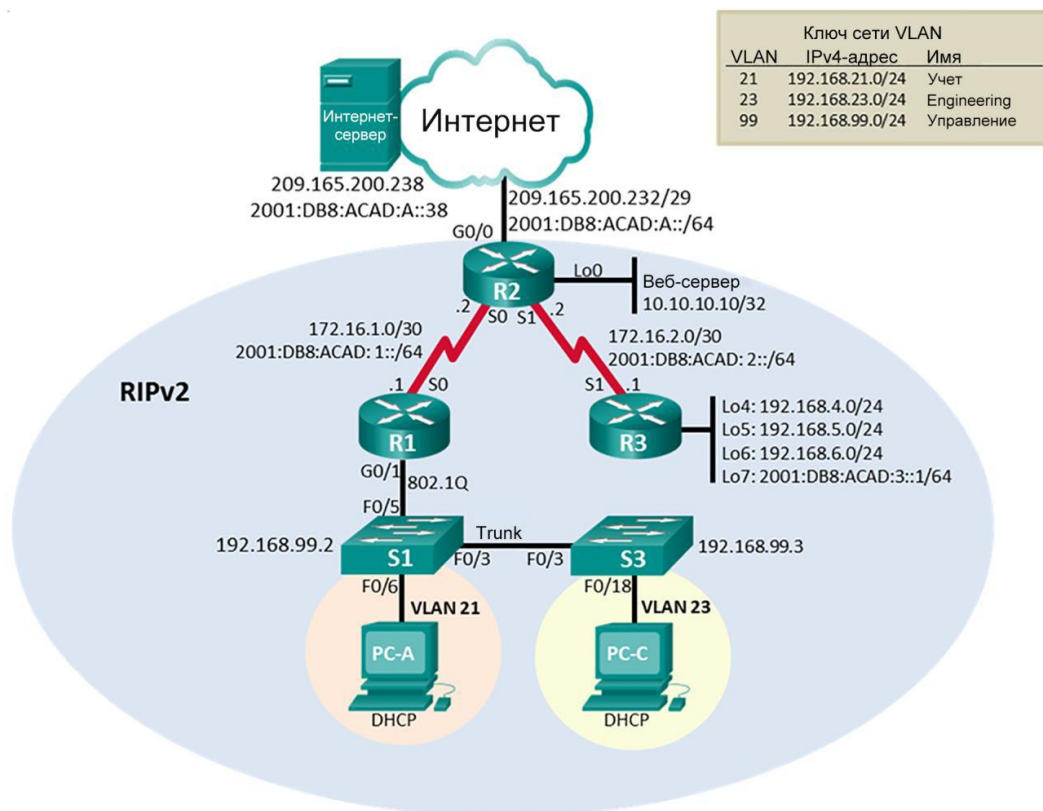 Ключ сети VLAN
VLAN IPv4-адрес Имя
21 192.168.21.0/24 Учет
23 192.168.23.0/24 Engineering
99 192.168.99.0/24 Управление
Интернет-
сервер
Интернет
209.165.200.238
2001:DB8:ACAD:A::38
209.165.200.232/29
2001:DB8:ACAD:A::/64
G0/0
R2
Lo0
Веб-сервер
10.10.10.10/32
.2 S0 S1 .2
172.16.1.0/30
2001:DB8:ACAD: 1::/64
172.16.2.0/30
2001:DB8:ACAD: 2::/64
RIPv2
.1 S0
S1 .1
R1
R3
Lo4: 192.168.4.0/24
Lo5: 192.168.5.0/24
Lo6: 192.168.6.0/24
Lo7: 2001:DB8:ACAD:3::1/64
G0/1
802.1Q
F0/5
Trunk
192.168.99.2
S1
F0/3 F0/3
S3
192.168.99.3
F0/6
VLAN 21
F0/18
VLAN 23
PC-A
PC-C
DHCP
DHCP